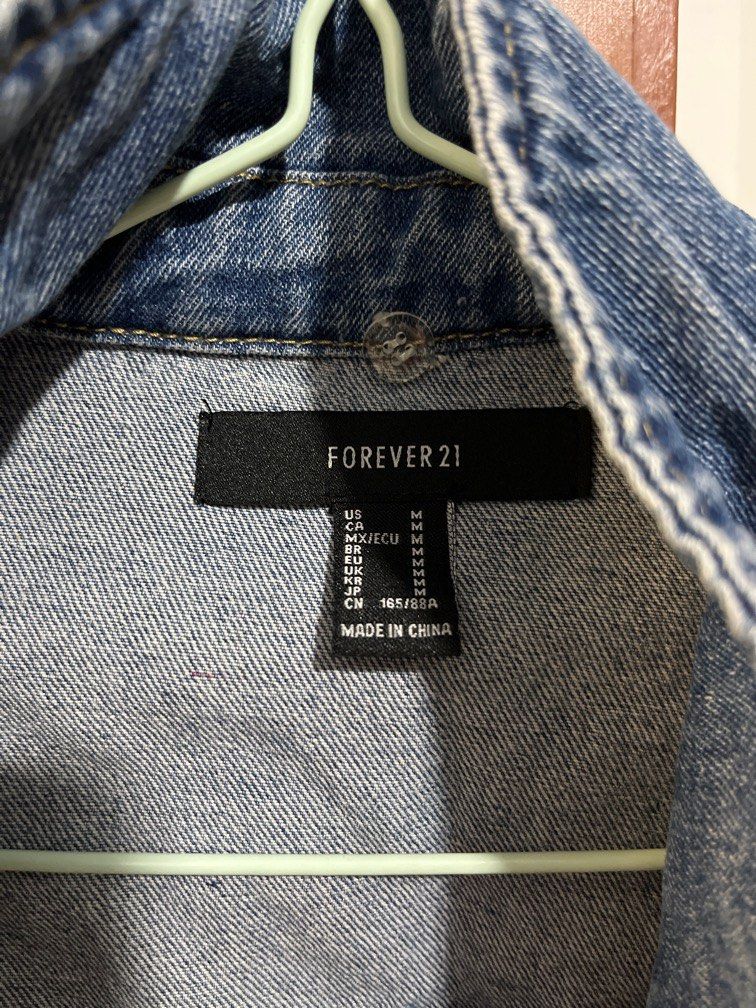 FOREVER 21
US M
CA M
MX/ECU M
BR M
EU M
UK M
KR M
JP M
CN 165/88A
MADE IN CHINA